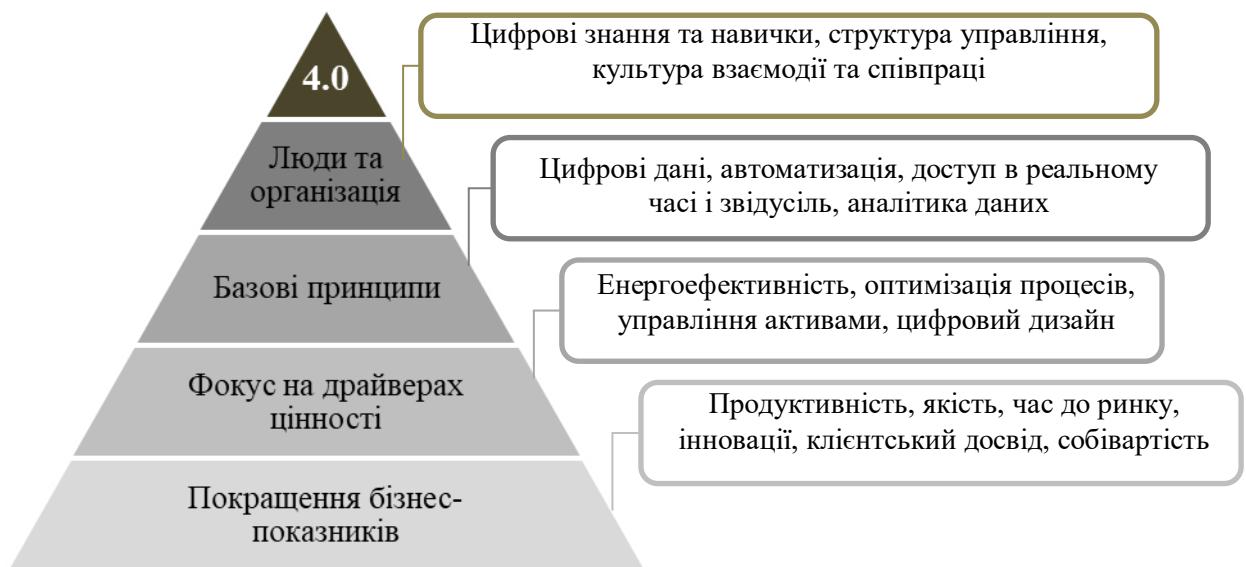 Цифрові знання та навички, структура управління,
культура взаємодії та співпраці
4.0
Люди та
організація
Цифрові дані, автоматизація, доступ в реальному
часі і звідусіль, аналітика даних
Базові принципи
Енергоефективність, оптимізація процесів,
управління активами, цифровий дизайн
Фокус на драйверах
цінності
Продуктивність, якість, час до ринку,
інновації, клієнтський досвід, собівартість
Покращення бізнес-
показників